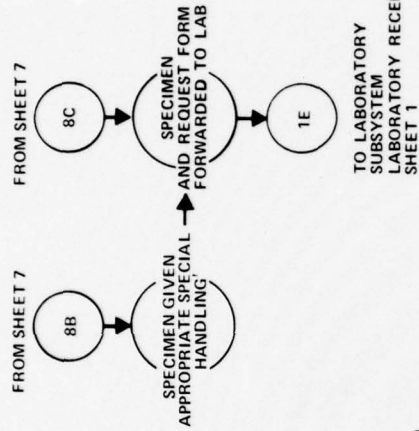 FROM SHEET 7
8B
SPECIMEN GIVEN
APPROPRIATE SPECIAL
HANDLING
FROM SHEET 7
8C
SPECIMEN
AND REQUEST FORM
FORWARDED TO LAB
1E
TO LABORATORY
SUBSYSTEM
LABORATORY
SHEET 1